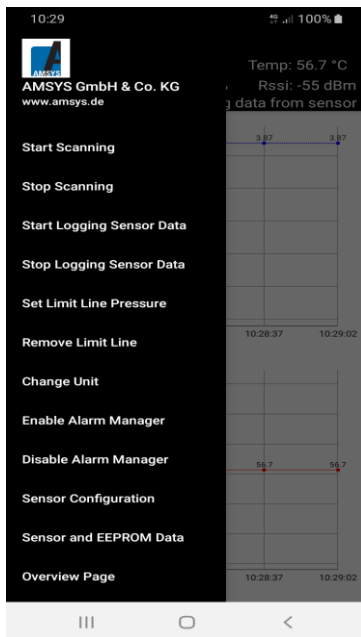 10:29
4G 100%
AMSYS
AMSYS GmbH & Co. KG
www.amsys.de
Temp: 56.7 °C
Rssi: -55 dBm
g data from sensor
Start Scanning
Stop Scanning
Start Logging Sensor Data
Stop Logging Sensor Data
Set Limit Line Pressure
Remove Limit Line
Change Unit
Enable Alarm Manager
Disable Alarm Manager
Sensor Configuration
Sensor and EEPROM Data
Overview Page
3.87 3.87
10:28:37 10:29:02
56.7 56.7
10:28:37 10:29:02